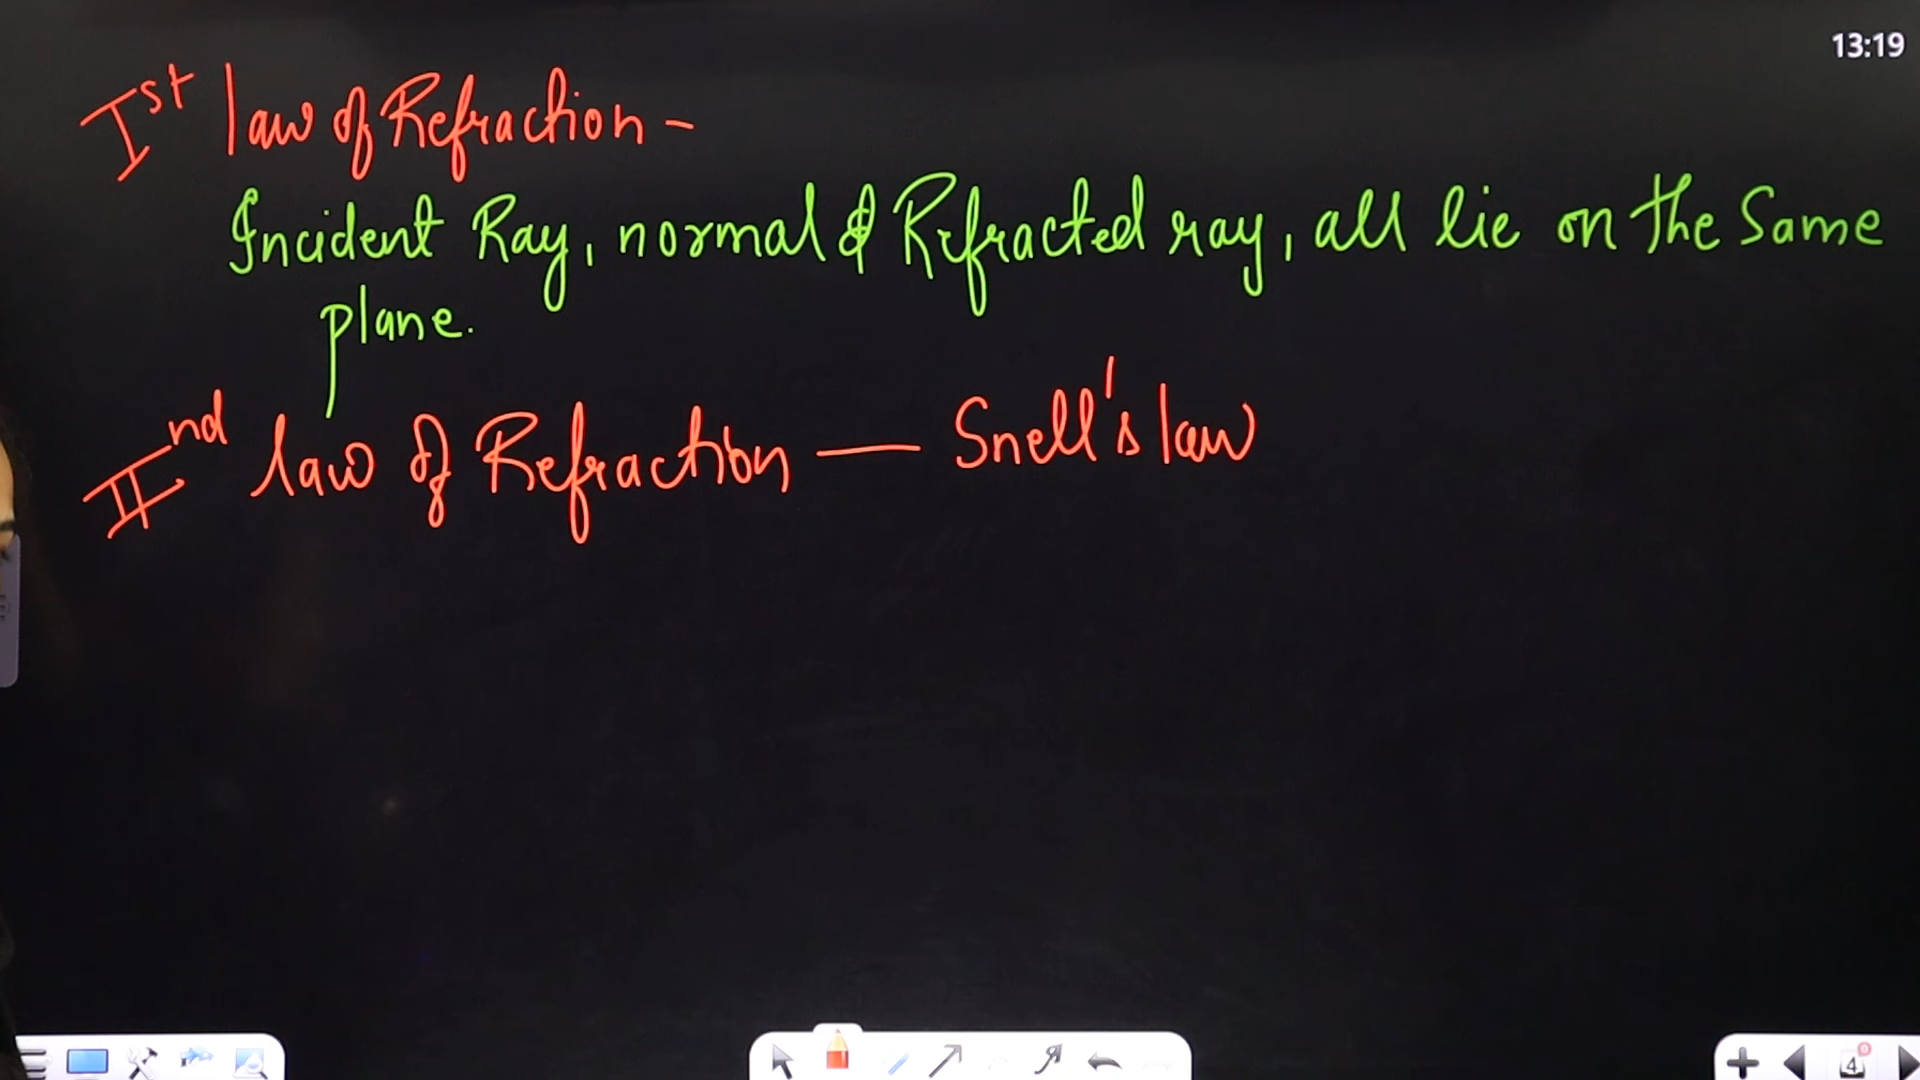 13:19
Ist law of Refraction -
Incident Ray, normal & Refracted ray, all lie on the Same
plane.
IInd law of Refraction — Snell's law
4